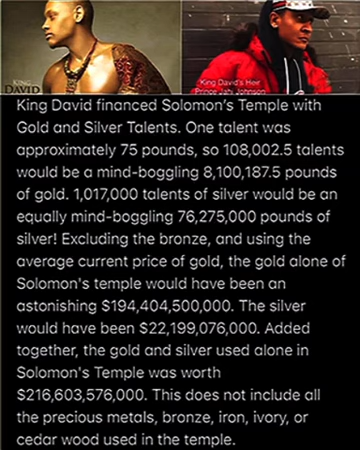 KING
DAVID
King David's Heir
Prince Jahi Johnson
King David financed Solomon's Temple with
Gold and Silver Talents. One talent was
approximately 75 pounds, so 108,002.5 talents
would be a mind-boggling 8,100,187.5 pounds
of gold. 1,017,000 talents of silver would be an
equally mind-boggling 76,275,000 pounds of
silver! Excluding the bronze, and using the
average current price of gold, the gold alone of
Solomon's temple would have been an
astonishing $194,404,500,000. The silver
would have been $22,199,076,000. Added
together, the gold and silver used alone in
Solomon's Temple was worth
$216,603,576,000. This does not include all
the precious metals, bronze, iron, ivory, or
cedar wood used in the temple.